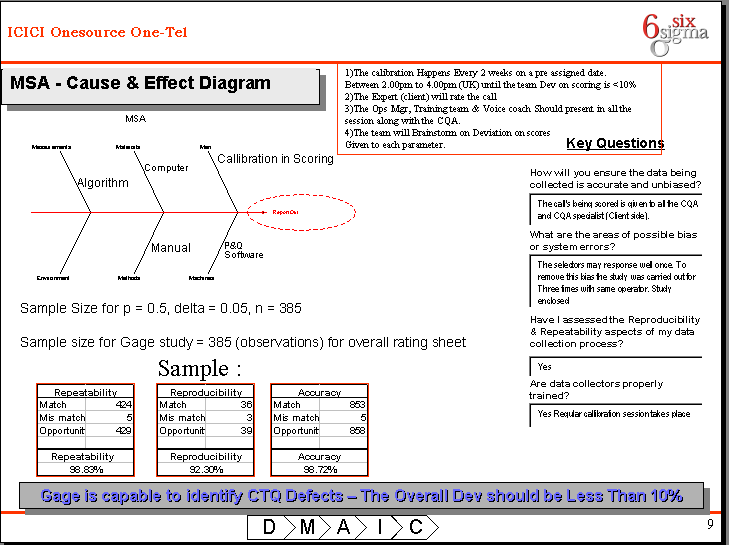 ICICI Onesource One-Tel
6 six
σ sigma
MSA - Cause & Effect Diagram
1)The calibration Happens Every 2 weeks on a pre assigned date.
Between 2.00pm to 4.00pm (UK) until the team Dev on scoring is <10%
2)The Expert (client) will rate the call
3)The Ops Mgr, Training team & Voice coach Should present in all the
session along with the CQA.
4)The team will Brainstorm on Deviation on scores
Given to each parameter.
Key Questions
MSA
Measurements
Materials
Men
Callibration in Scoring
Computer
Algorithm
Report Out
Manual
P&Q
Software
Environment
Methods
Machines
How will you ensure the data being
collected is accurate and unbiased?
The call's being scored is given to all the CQA
and CQA specialist (Client side).
What are the areas of possible bias
or system errors?
The selectors may response well once. To
remove this bias the study was carried out for
Three times with same operator. Study
enclosed
Have I assessed the Reproducibility
& Repeatability aspects of my data
collection process?
Yes
Are data collectors properly
trained?
Yes Regular callibration session takes place
Sample Size for p = 0.5, delta = 0.05, n = 385
Sample size for Gage study = 385 (observations) for overall rating sheet
Sample :
Repeatability
Match 424
Mis match 5
Opportunit 429
Repeatability
98.83%
Reproducibility
Match 36
Mis match 3
Opportunit 39
Reproducibility
92.30%
Accuracy
Match 853
Mis match 5
Opportunit 858
Accuracy
98.72%
Gage is capable to identify CTQ Defects – The Overall Dev should be Less Than 10%
D M A I C
9